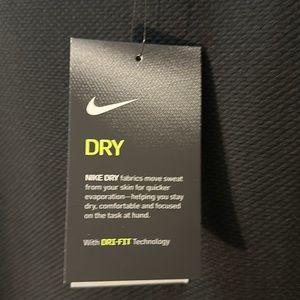 DRY
NIKE DRY fabrics move sweat
from your skin for quicker
evaporation—helping you stay
dry, comfortable and focused
on the task at hand.
With DRI-FIT Technology